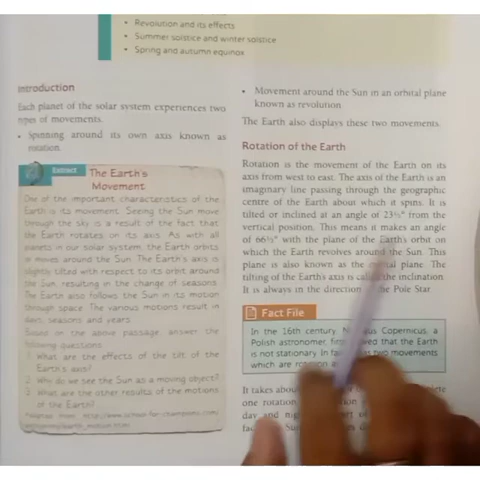 • Revolution and its effects
• Summer solstice and winter solstice
• Spring and autumn equinox
Introduction
Each planet of the solar system experiences two
types of movements.
• Spinning around its own axis known as
rotation.
Extract
The Earth's
Movement
One of the important characteristics of the
Earth is its movement. Seeing the Sun move
through the sky is a result of the fact that
the Earth rotates on its axis. As with all
planets in our solar system, the Earth orbits
or moves around the Sun. The Earth's axis is
slightly tilted with respect to its orbit around
the Sun, resulting in the change of seasons.
The Earth also follows the Sun in its motion
through space. The various motions result in
days, seasons and years.
Based on the above passage, answer the
following questions.
1. What are the effects of the tilt of the
Earth's axis?
2. Why do we see the Sun as a moving object?
3. What are the other results of the motions
of the Earth?
http://www.school-for-champions.com/
• Movement around the Sun in an orbital plane
known as revolution
The Earth also displays these two movements.
Rotation of the Earth
Rotation is the movement of the Earth on its
axis from west to east. The axis of the Earth is an
imaginary line passing through the geographic
centre of the Earth about which it spins. It is
tilted or inclined at an angle of 23½° from the
vertical position. This means it makes an angle
of 66½° with the plane of the Earth's orbit on
which the Earth revolves around the Sun. This
plane is also known as the plane. The
tilting of the Earth's axis is the inclination.
It is always in the direction the Pole Star.
Fact File
In the 16th century, Copernicus, a
Polish astronomer, that the Earth
is not stationary. In two movements
which are
It takes
one rotation
day and
Sun